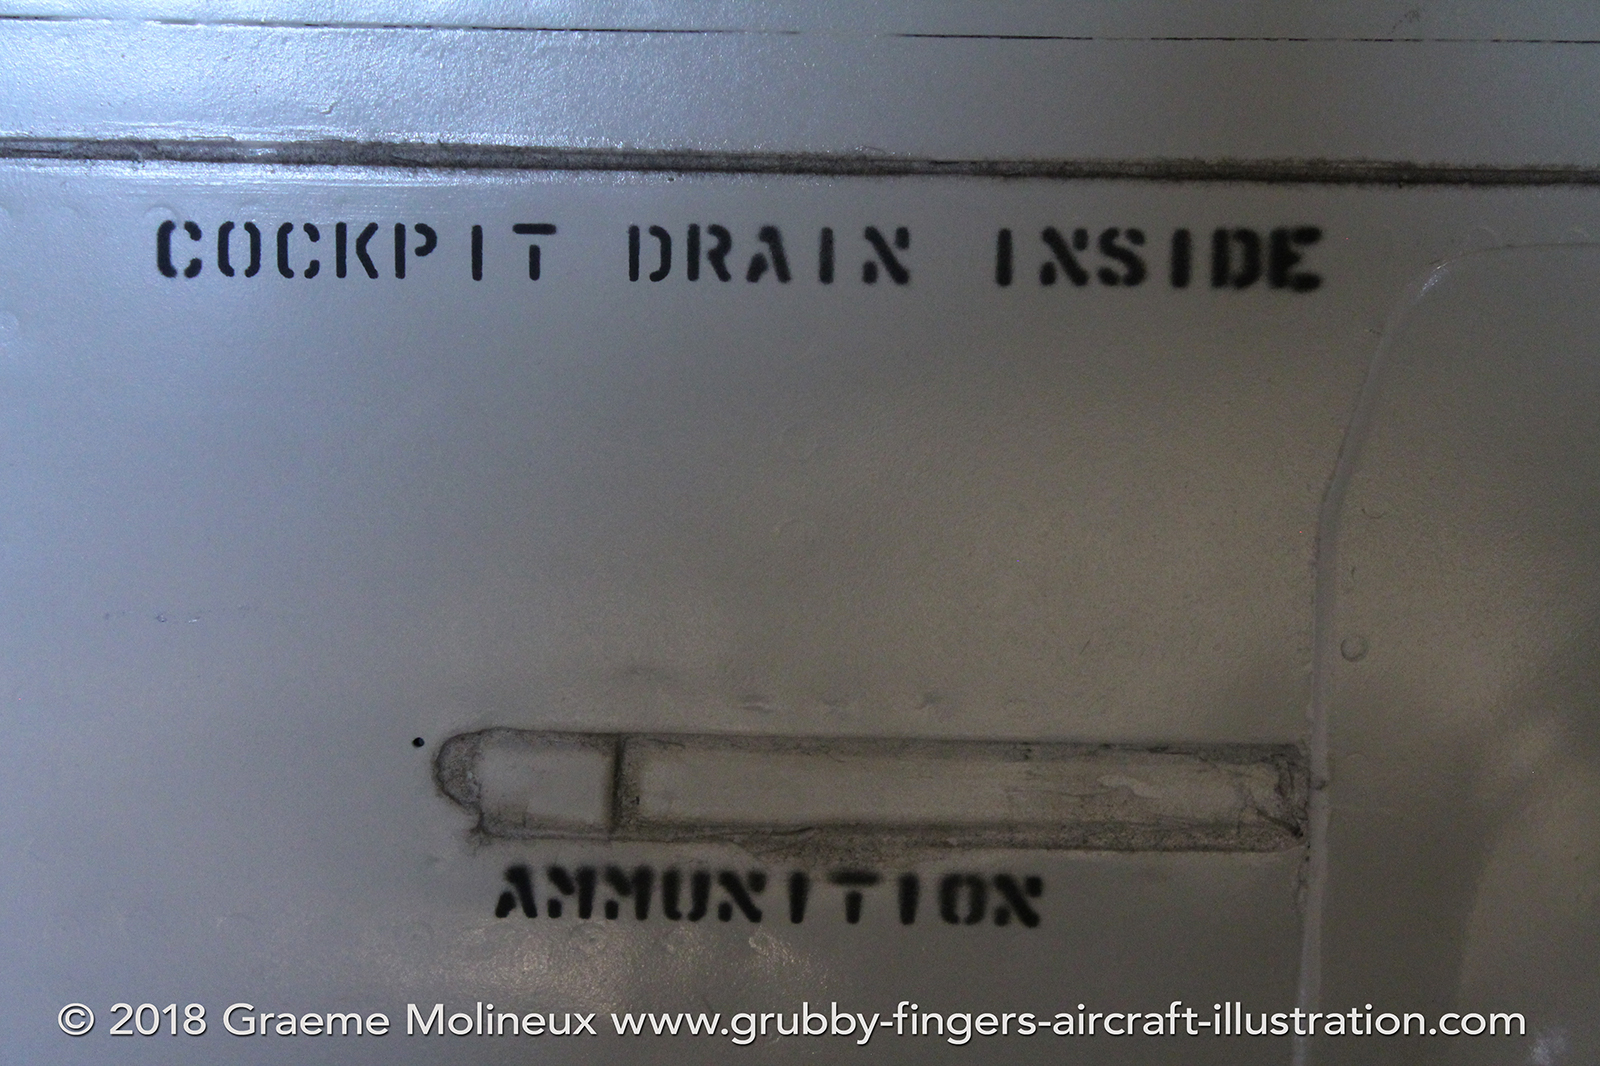 COCKPIT DRAIN INSIDE
AMMUNITION
© 2018 Graeme Molineux www.grubby-fingers-aircraft-illustration.com